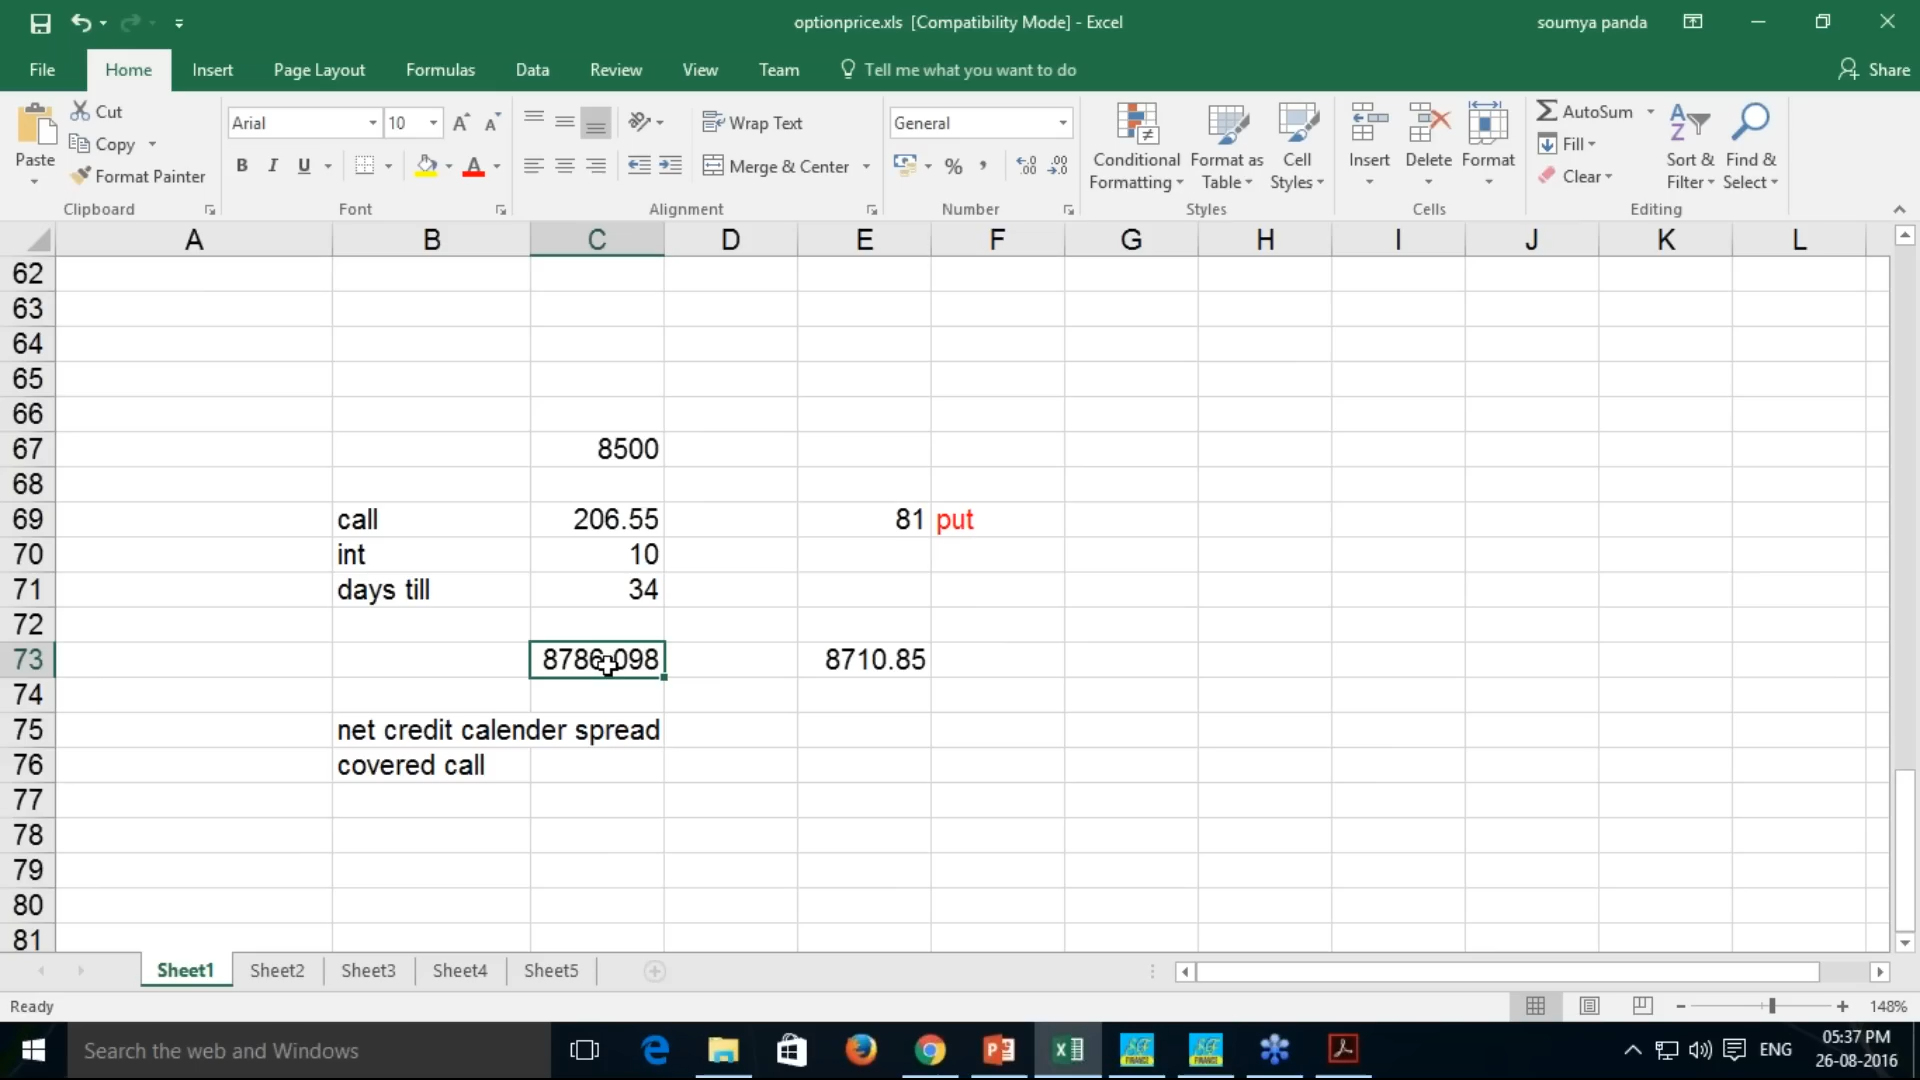 optionprice.xls [Compatibility Mode] - Excel
soumya panda
File Home Insert Page Layout Formulas Data Review View Team Tell me what you want to do Share
Paste
Cut
Copy
Format Painter
Clipboard
Arial 10
B I U
Font
Wrap Text
Merge & Center
Alignment
General
%
Number
Conditional Formatting
Format as Table
Cell Styles
Styles
Insert Delete Format
Cells
AutoSum
Fill
Clear
Sort & Filter
Find & Select
Editing
A B C D E F G H I J K L
62
63
64
65
66
67 8500
68
69 call 206.55 81 put
70 int 10
71 days till 34
72
73 8786.098 8710.85
74
75 net credit calender spread
76 covered call
77
78
79
80
81
Sheet1 Sheet2 Sheet3 Sheet4 Sheet5
Ready
148%
Search the web and Windows
ENG
05:37 PM
26-08-2016